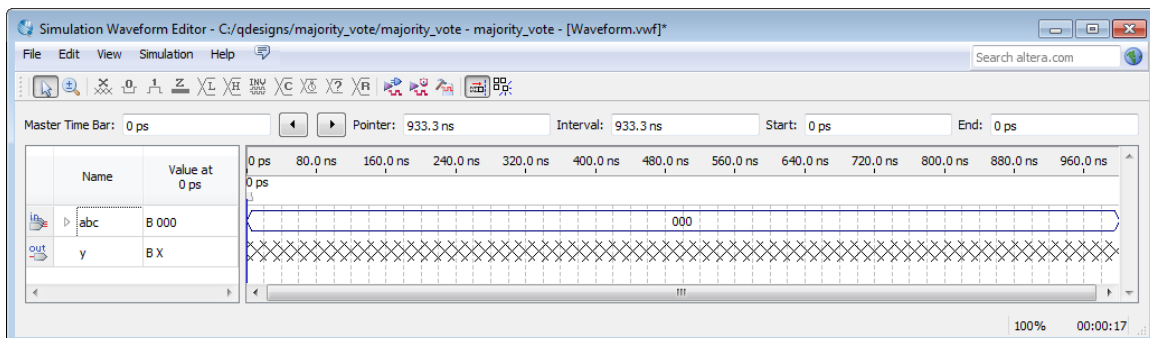 Simulation Waveform Editor - C:/qdesigns/majority_vote/majority_vote - majority_vote - [Waveform.vwf]*
File Edit View Simulation Help Search altera.com
Master Time Bar: 0 ps Pointer: 933.3 ns Interval: 933.3 ns Start: 0 ps End: 0 ps
Name Value at 0 ps 0 ps 80.0 ns 160.0 ns 240.0 ns 320.0 ns 400.0 ns 480.0 ns 560.0 ns 640.0 ns 720.0 ns 800.0 ns 880.0 ns 960.0 ns
0 ps
in abc B 000 000
out y B X
100% 00:00:17